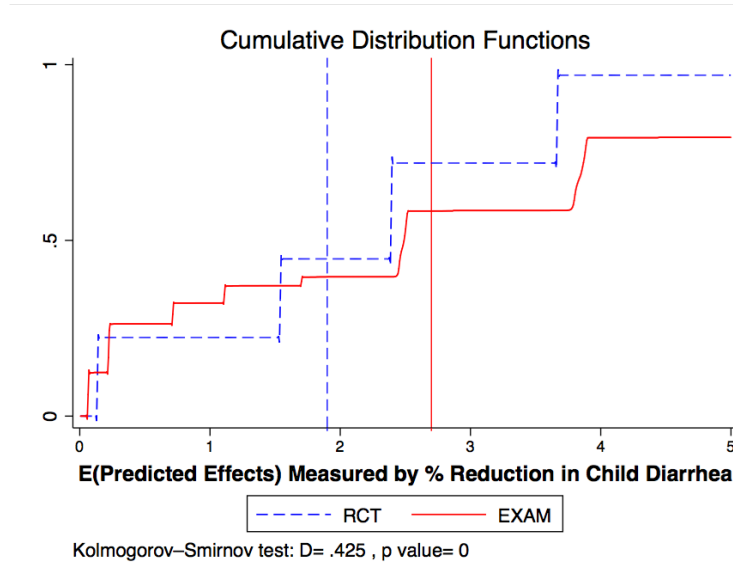 Cumulative Distribution Functions
1
.5
0
0 1 2 3 4 5
E(Predicted Effects) Measured by % Reduction in Child Diarrhea
RCT EXAM
Kolmogorov–Smirnov test: D= .425 , p value= 0